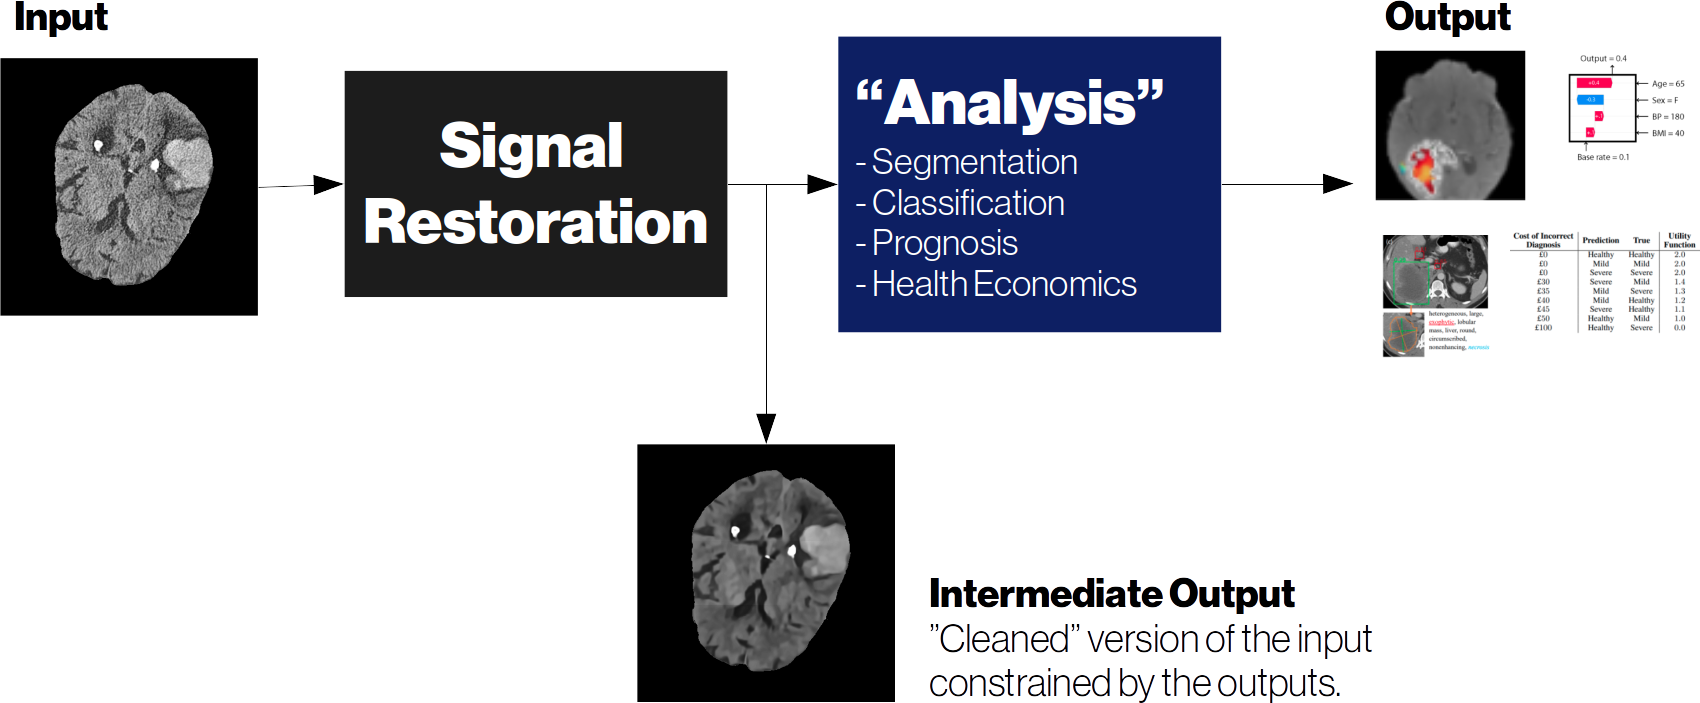 Input
Signal
Restoration
“Analysis”
- Segmentation
- Classification
- Prognosis
- Health Economics
Output
Output = 0.4
+0.4
Age = 65
-0.3
Sex = F
BP = 180
BMI = 40
Base rate = 0.1
heterogeneous, large,
exophytic, lobular
mass, liver, round,
circumscribed,
nonenhancing, necrosis
Cost of Incorrect Diagnosis Prediction True Utility Function
£0 Healthy Healthy 2.0
£0 Mild Mild 2.0
£0 Severe Severe 2.0
£30 Severe Mild 1.4
£35 Mild Severe 1.3
£40 Mild Healthy 1.2
£45 Severe Healthy 1.1
£50 Healthy Mild 1.0
£100 Healthy Severe 0.0
Intermediate Output
”Cleaned” version of the input
constrained by the outputs.